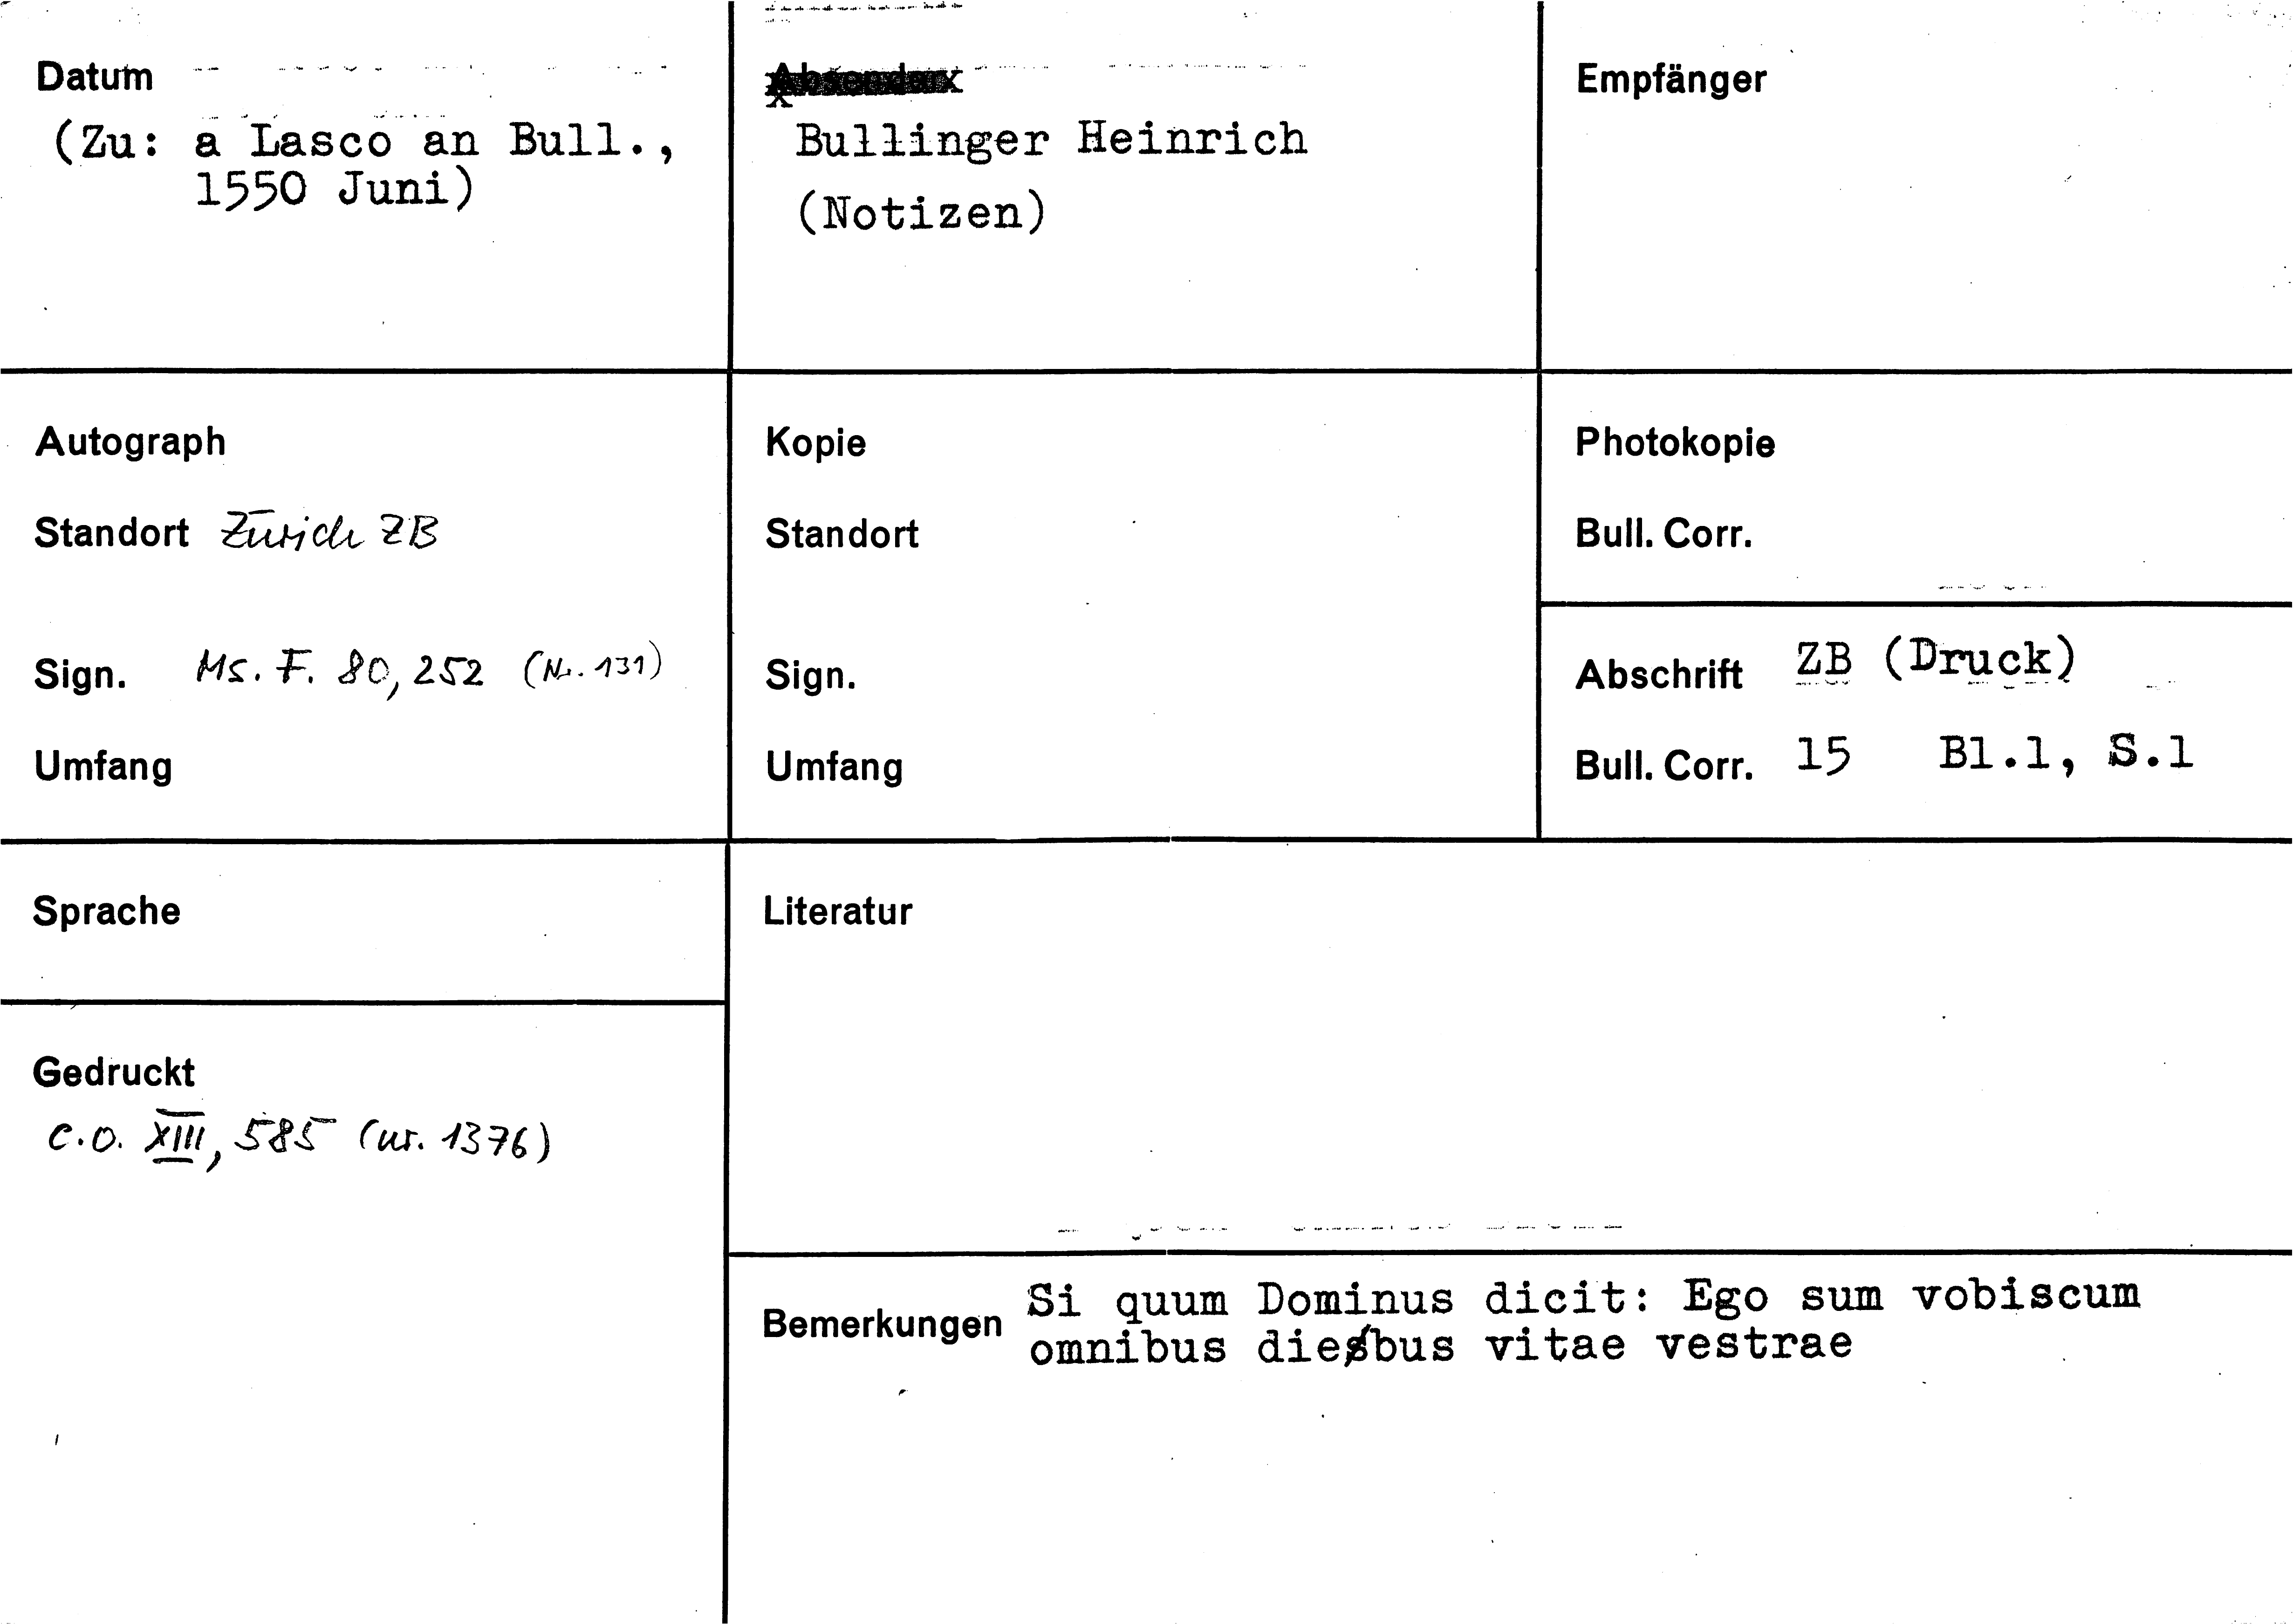 Datum
(Zu: a Lasco an Bull.,
1550 Juni)
Absender
Bullinger Heinrich
(Notizen)
Empfänger
Autograph
Standort Zürich ZB
Sign. Ms. F. 80, 252 (Nr. 131)
Umfang
Kopie
Standort
Sign.
Umfang
Photokopie
Bull. Corr.
Abschrift ZB (Druck)
Bull. Corr. 15 Bl.1, S.1
Sprache
Gedruckt
C.O. XIII, 585 (nr. 1376)
Literatur
Bemerkungen Si quum Dominus dicit: Ego sum vobiscum
omnibus diebus vitae vestrae